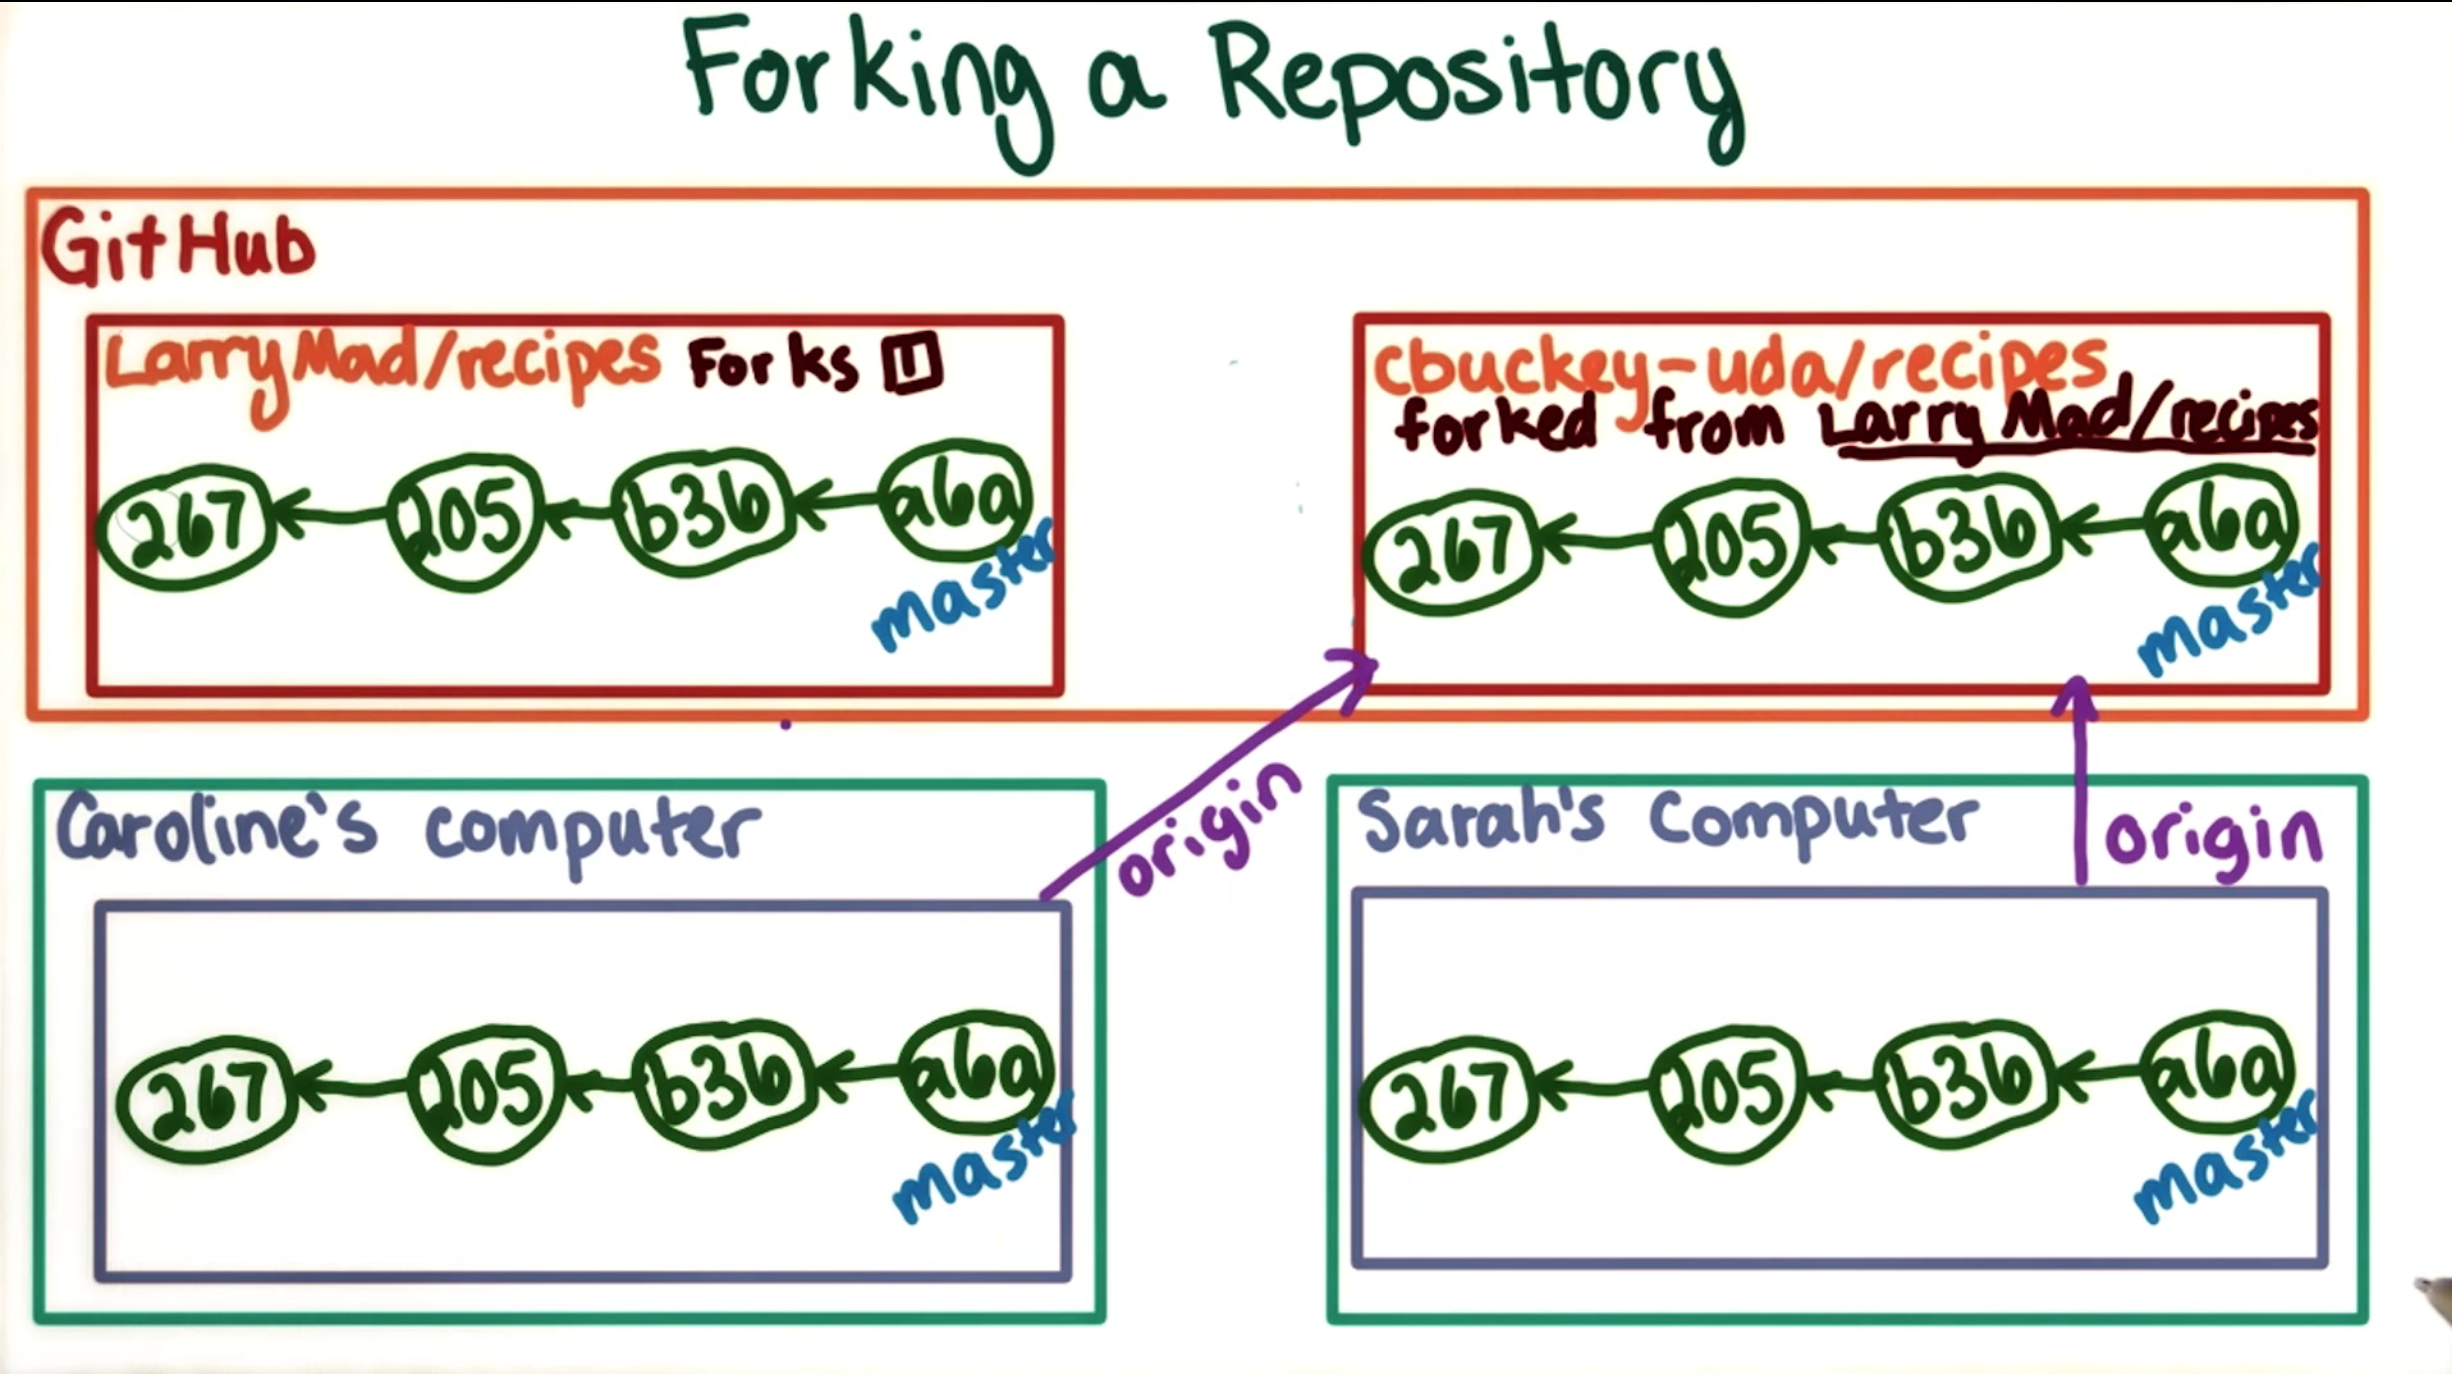 Forking a Repository
GitHub
LarryMad/recipes Forks 1
267 205 b36 a6a
master
cbuckey-uda/recipes
forked from Larry Mad/recipes
267 205 b36 a6a
master
Caroline's computer
origin
267 205 b36 a6a
master
Sarah's Computer
origin
267 205 b36 a6a
master